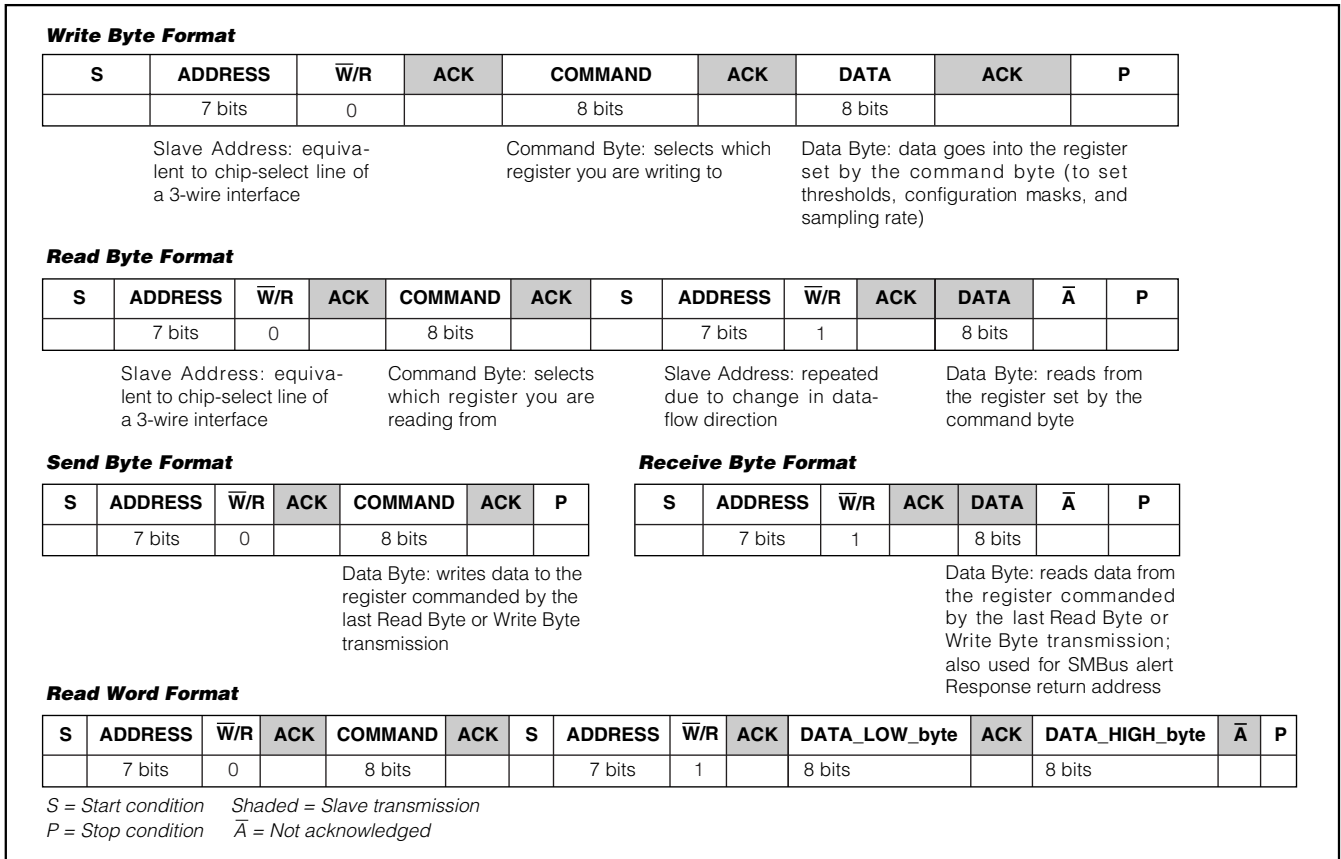 Write Byte Format
S ADDRESS W̅/R ACK COMMAND ACK DATA ACK P
7 bits 0 8 bits 8 bits
Slave Address: equiva-
lent to chip-select line of
a 3-wire interface
Command Byte: selects which
register you are writing to
Data Byte: data goes into the register
set by the command byte (to set
thresholds, configuration masks, and
sampling rate)
Read Byte Format
S ADDRESS W̅/R ACK COMMAND ACK S ADDRESS W̅/R ACK DATA A̅ P
7 bits 0 8 bits 7 bits 1 8 bits
Slave Address: equiva-
lent to chip-select line of
a 3-wire interface
Command Byte: selects
which register you are
reading from
Slave Address: repeated
due to change in data-
flow direction
Data Byte: reads from
the register set by the
command byte
Send Byte Format
S ADDRESS W̅/R ACK COMMAND ACK P
7 bits 0 8 bits
Data Byte: writes data to the
register commanded by the
last Read Byte or Write Byte
transmission
Receive Byte Format
S ADDRESS W̅/R ACK DATA A̅ P
7 bits 1 8 bits
Data Byte: reads data from
the register commanded
by the last Read Byte or
Write Byte transmission;
also used for SMBus alert
Response return address
Read Word Format
S ADDRESS W̅/R ACK COMMAND ACK S ADDRESS W̅/R ACK DATA_LOW_byte ACK DATA_HIGH_byte A̅ P
7 bits 0 8 bits 7 bits 1 8 bits 8 bits
S = Start condition Shaded = Slave transmission
P = Stop condition A̅ = Not acknowledged